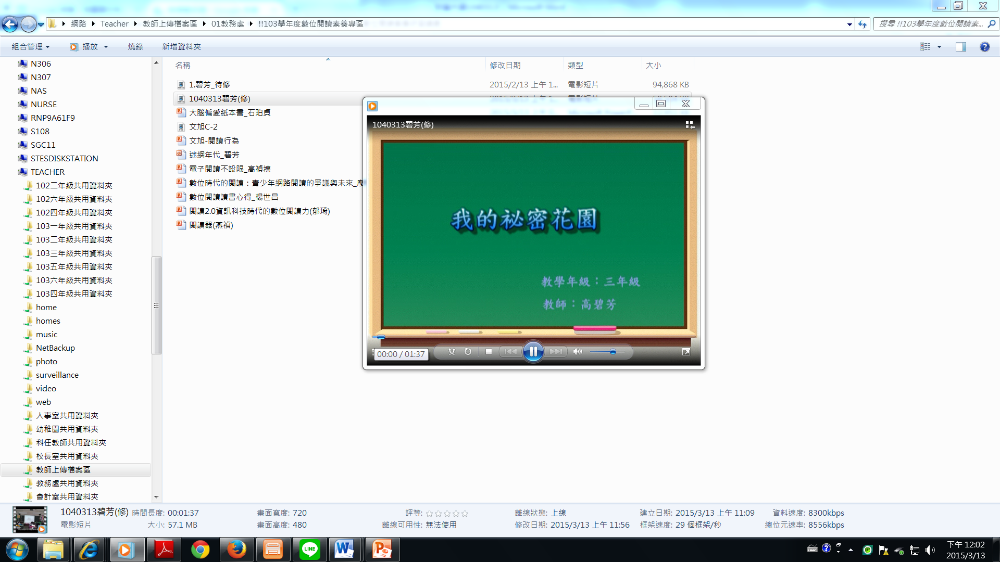 網路 ▸ Teacher ▸ 教師上傳檔案區 ▸ 01教務處 ▸ !!103學年度數位閱讀素養專區
搜尋 !!103學年度數位閱讀素...
組合管理 播放 燒錄 新增資料夾
N306
N307
NAS
NURSE
RNP9A61F9
S108
SGC11
STESDISKSTATION
TEACHER
102二年級共用資料夾
102六年級共用資料夾
102四年級共用資料夾
103一年級共用資料夾
103二年級共用資料夾
103三年級共用資料夾
103五年級共用資料夾
103六年級共用資料夾
103四年級共用資料夾
home
homes
music
NetBackup
photo
surveillance
video
web
人事室共用資料夾
幼稚園共用資料夾
科任教師共用資料夾
校長室共用資料夾
教師上傳檔案區
教務處共用資料夾
會計室共用資料夾
名稱 修改日期 類型 大小
1.碧芳_待修 2015/2/13 上午 1... 電影短片 94,868 KB
1040313碧芳(修)
大腦偏愛紙本書_石珀貞
文旭C-2
文旭-閱讀行為
迷網年代_碧芳
電子閱讀不設限_高禎禧
數位時代的閱讀：青少年網路閱讀的爭議與未來_廖
數位閱讀讀書心得_楊世昌
閱讀2.0資訊科技時代的數位閱讀力(郁琦)
閱讀器(燕禎)
1040313碧芳(修)
我的祕密花園
教學年級：三年級
教師：高碧芳
00:00 / 01:37
1040313碧芳(修) 時間長度: 00:01:37 畫面寬度: 720 評等: 離線狀態: 上線 建立日期: 2015/3/13 上午 11:09 資料速度: 8300kbps
電影短片 大小: 57.1 MB 畫面高度: 480 離線可用性: 無法使用 修改日期: 2015/3/13 上午 11:56 框架速度: 29 個框架/秒 總位元速率: 8556kbps
LINE
下午 12:02
2015/3/13